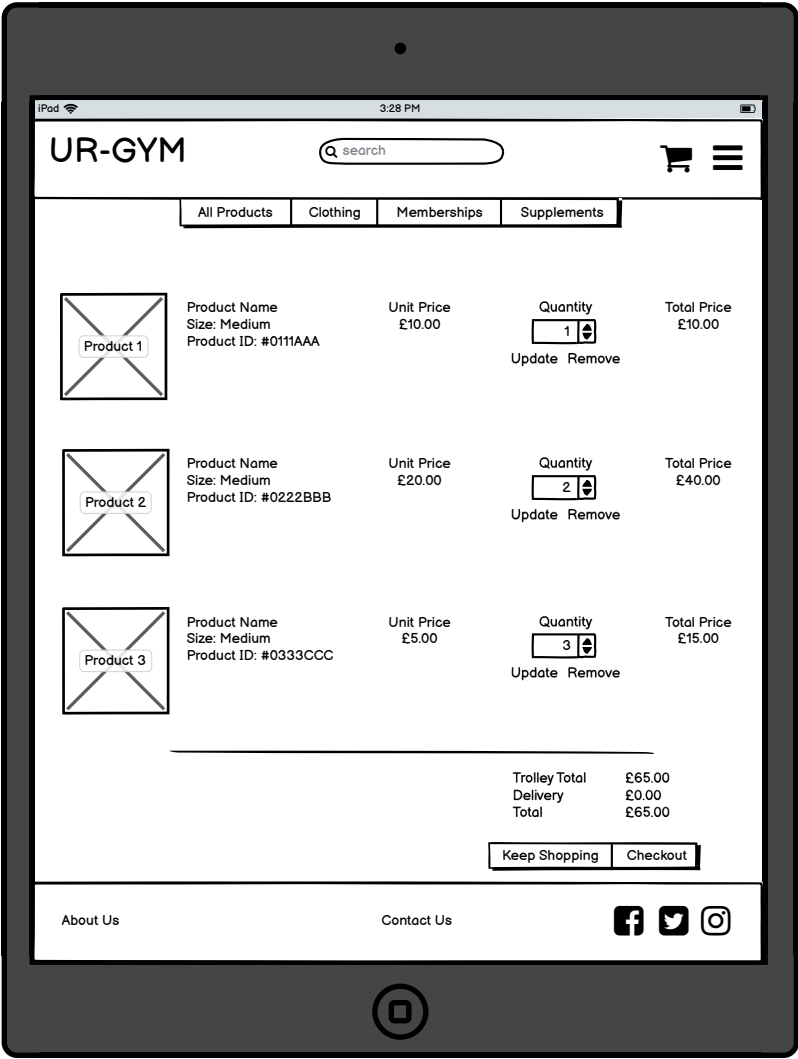 iPad 3:28 PM
UR-GYM
search
All Products Clothing Memberships Supplements
Product 1
Product Name
Size: Medium
Product ID: #0111AAA
Unit Price
£10.00
Quantity
1
Update Remove
Total Price
£10.00
Product 2
Product Name
Size: Medium
Product ID: #0222BBB
Unit Price
£20.00
Quantity
2
Update Remove
Total Price
£40.00
Product 3
Product Name
Size: Medium
Product ID: #0333CCC
Unit Price
£5.00
Quantity
3
Update Remove
Total Price
£15.00
Trolley Total £65.00
Delivery £0.00
Total £65.00
Keep Shopping Checkout
About Us Contact Us